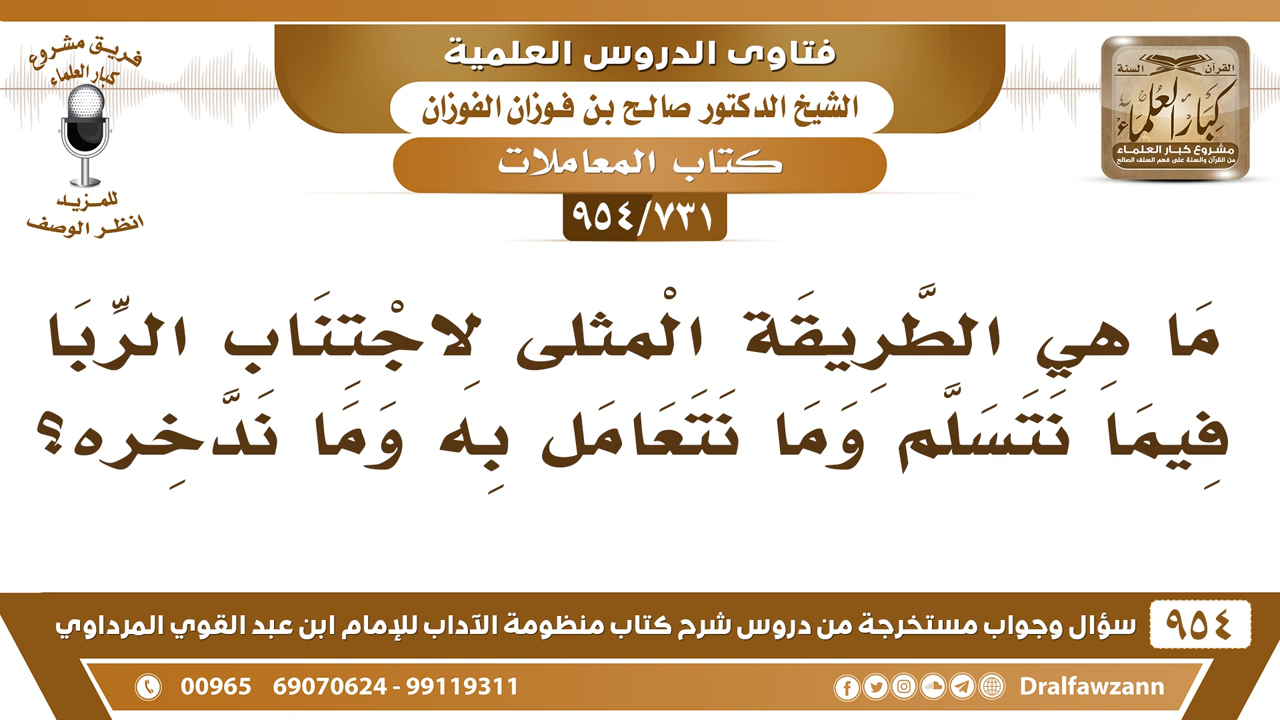 فتاوى الدروس العلمية
الشيخ الدكتور صالح بن فوزان الفوزان
كتاب المعاملات
٩٥٤/٧٣١
فريق مشروع
كبار العلماء
للمزيد
انظر الوصف
القرآن السنة
كبار العلماء
مشروع كبار العلماء
من القرآن والسنة على فهم السلف الصالح
مَا هِي الطَّرِيقَة الْمثلى لاجْتِنَاب الرِّبَا
فِيمَا نَتَسَلَّم وَمَا نَتَعَامَل بِهِ وَمَا نَدَّخِره؟
٩٥٤ سؤال وجواب مستخرجة من دروس شرح كتاب منظومة الآداب للإمام ابن عبد القوي المرداوي
00965 69070624 - 99119311
Dralfawzann